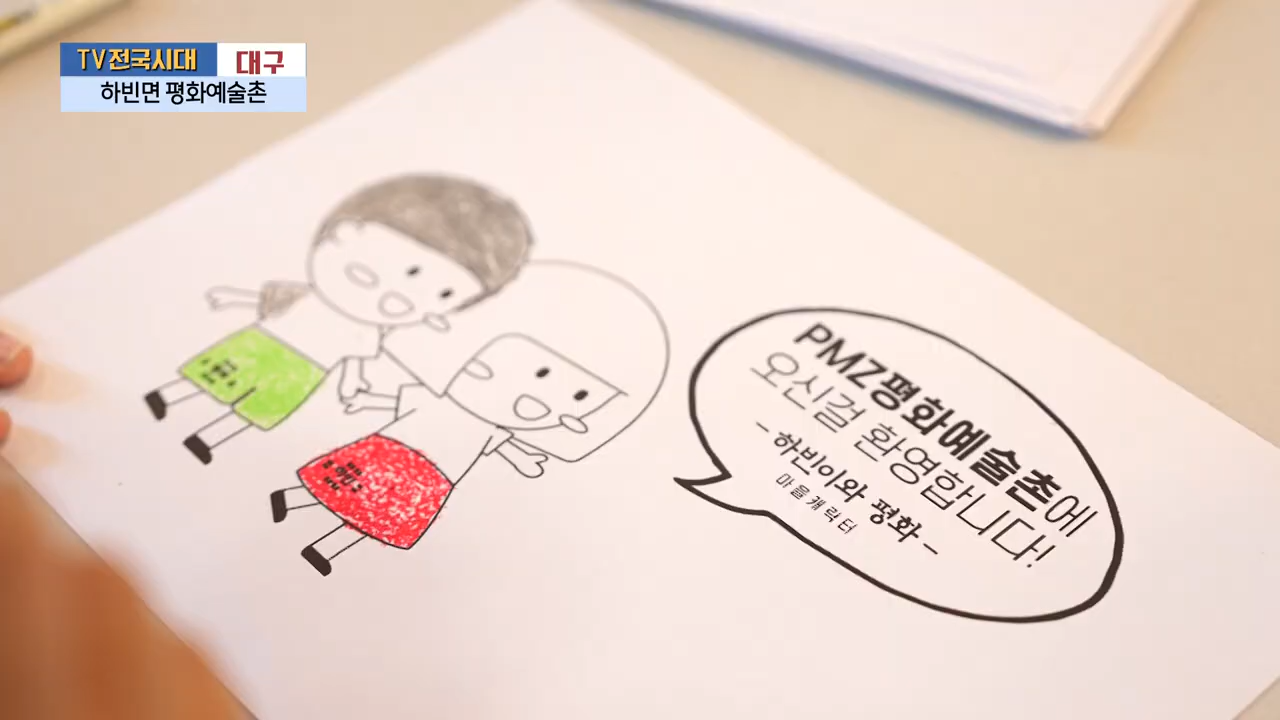 TV전국시대 대구
하빈면 평화예술촌
PMZ평화예술촌에
오신걸 환영합니다!
-하빈이와 평화-
마을캐릭터